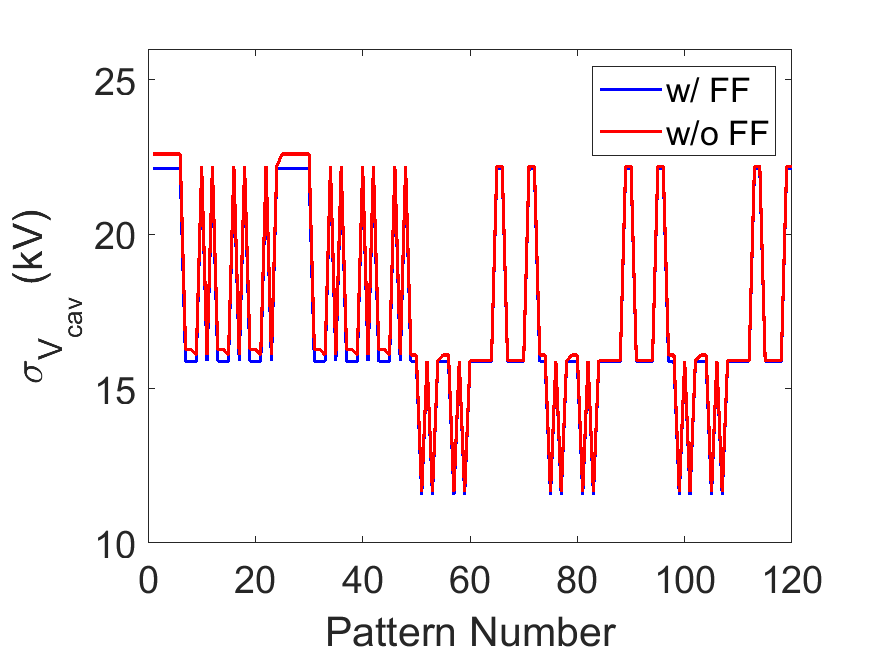 25
20
15
10
0 20 40 60 80 100 120
σ_V_cav (kV)
Pattern Number
w/ FF
w/o FF